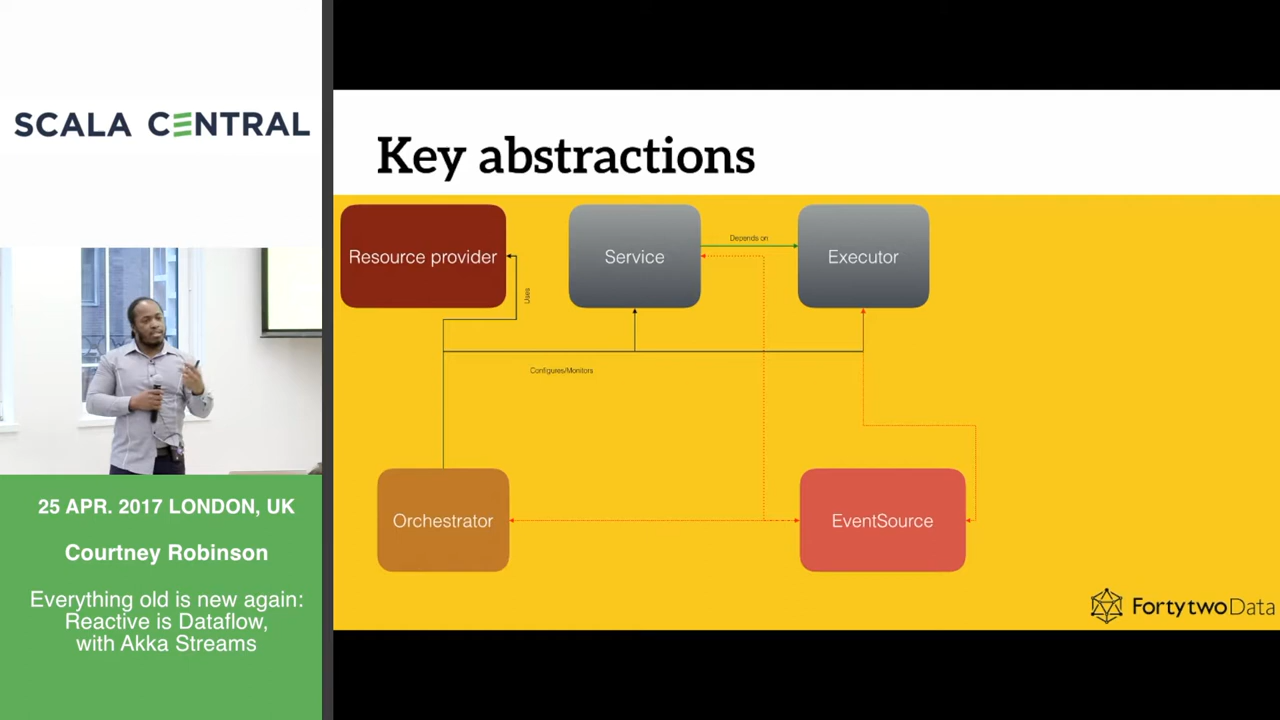 SCALA CENTRAL
25 APR. 2017 LONDON, UK
Courtney Robinson
Everything old is new again:
Reactive is Dataflow,
with Akka Streams
Key abstractions
Resource provider
Service
Depends on
Executor
Uses
Configures/Monitors
Orchestrator
EventSource
FortytwoData